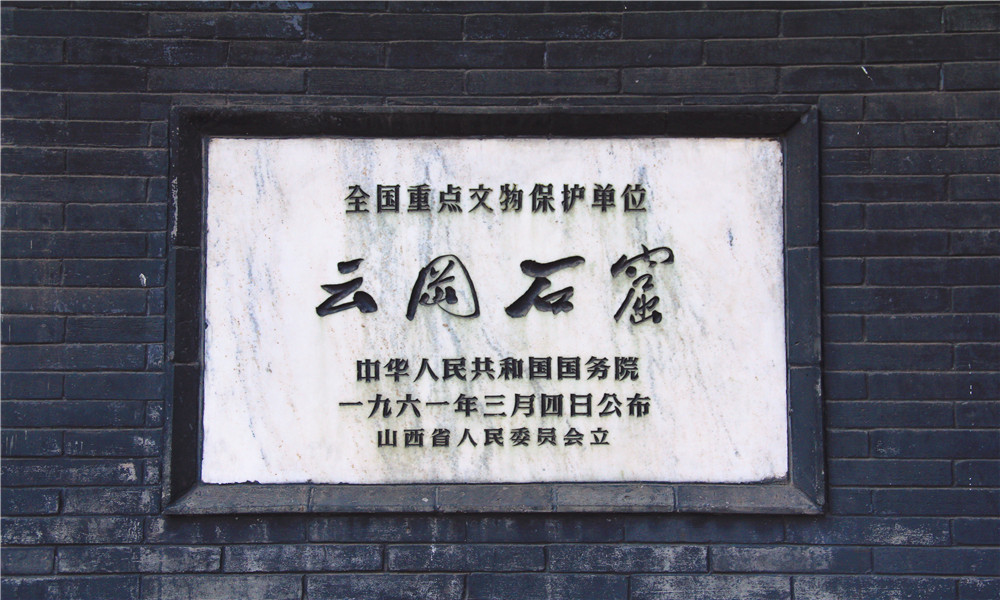 全国重点文物保护单位
云冈石窟
中华人民共和国国务院
一九六一年三月四日公布
山西省人民委员会立